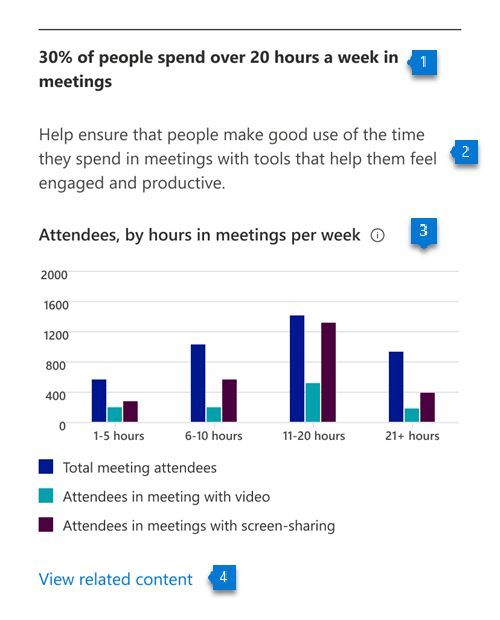 30% of people spend over 20 hours a week in 1
meetings
Help ensure that people make good use of the time
they spend in meetings with tools that help them feel 2
engaged and productive.
Attendees, by hours in meetings per week 3
2000
1600
1200
800
400
0
1-5 hours 6-10 hours 11-20 hours 21+ hours
Total meeting attendees
Attendees in meeting with video
Attendees in meetings with screen-sharing
View related content 4